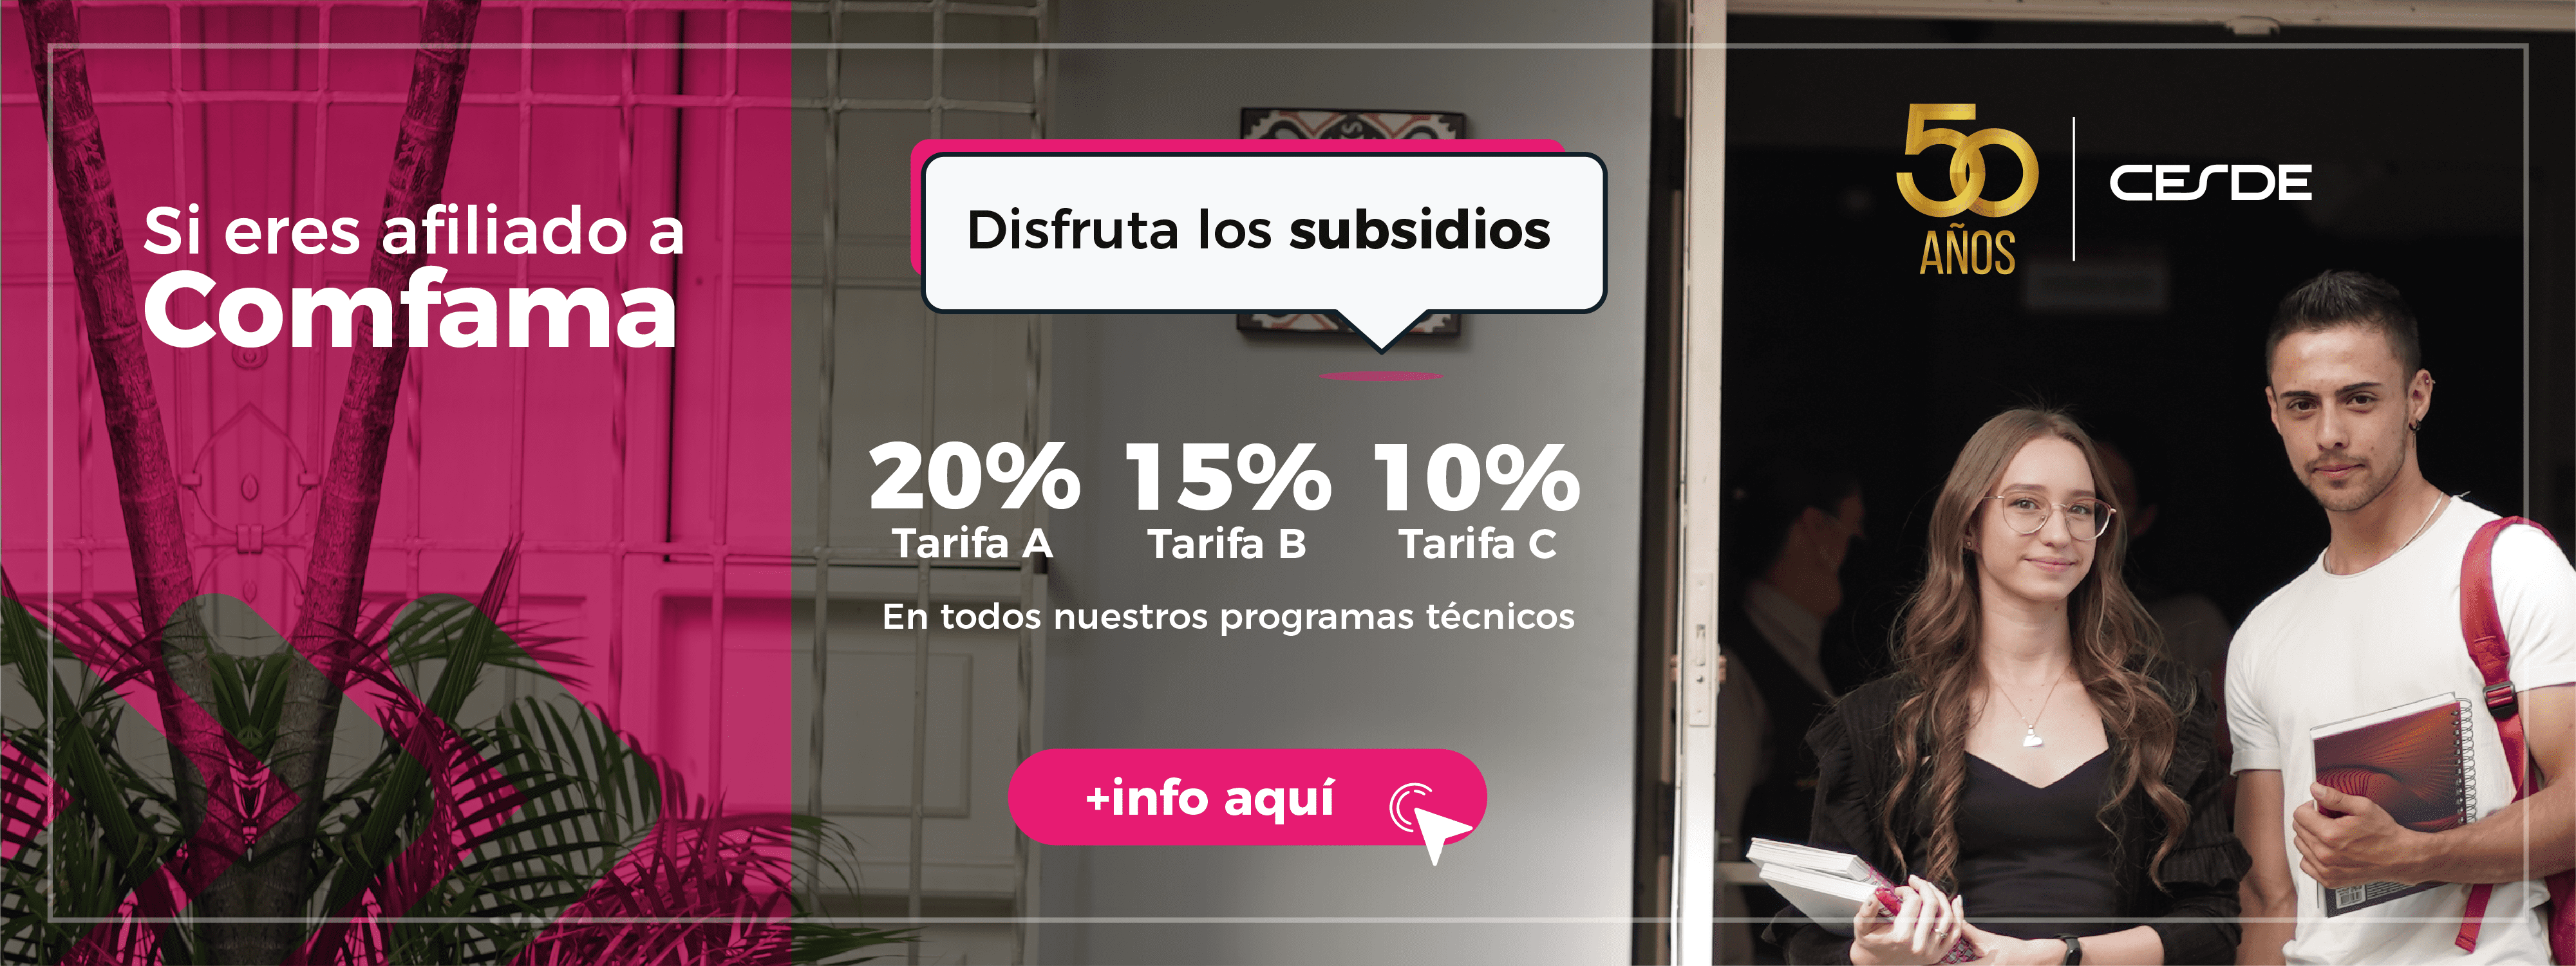 Si eres afiliado a
Comfama
Disfruta los subsidios
20% 15% 10%
Tarifa A Tarifa B Tarifa C
En todos nuestros programas técnicos
+info aquí
50
AÑOS
CESDE